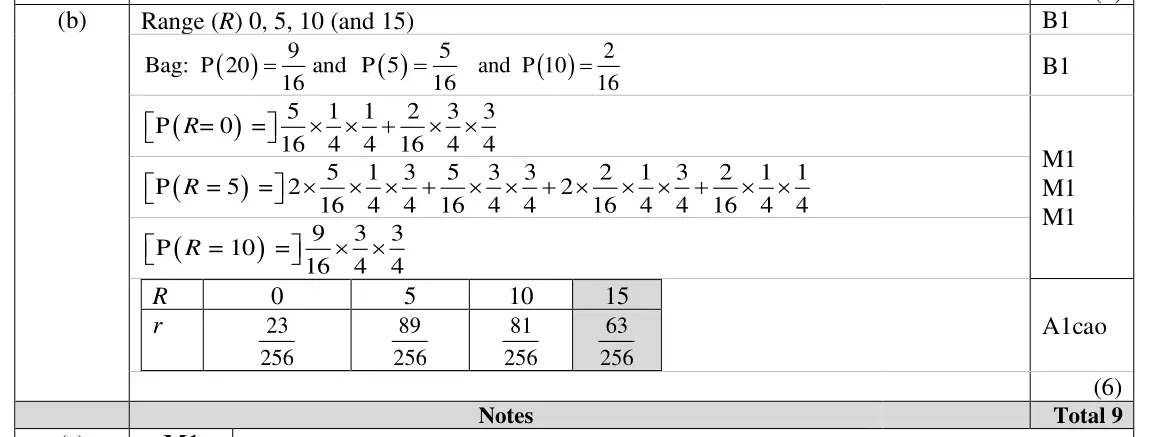 (b) Range (R) 0, 5, 10 (and 15) B1
Bag: P(20) = 9/16 and P(5) = 5/16 and P(10) = 2/16 B1
[P(R= 0) =] 5/16 × 1/4 × 1/4 + 2/16 × 3/4 × 3/4
M1
[P(R = 5) =] 2 × 5/16 × 1/4 × 3/4 + 5/16 × 3/4 × 3/4 + 2 × 2/16 × 1/4 × 3/4 + 2/16 × 1/4 × 1/4 M1
M1
[P(R = 10) =] 9/16 × 3/4 × 3/4
R 0 5 10 15
r 23/256 89/256 81/256 63/256 A1cao
(6)
Notes Total 9